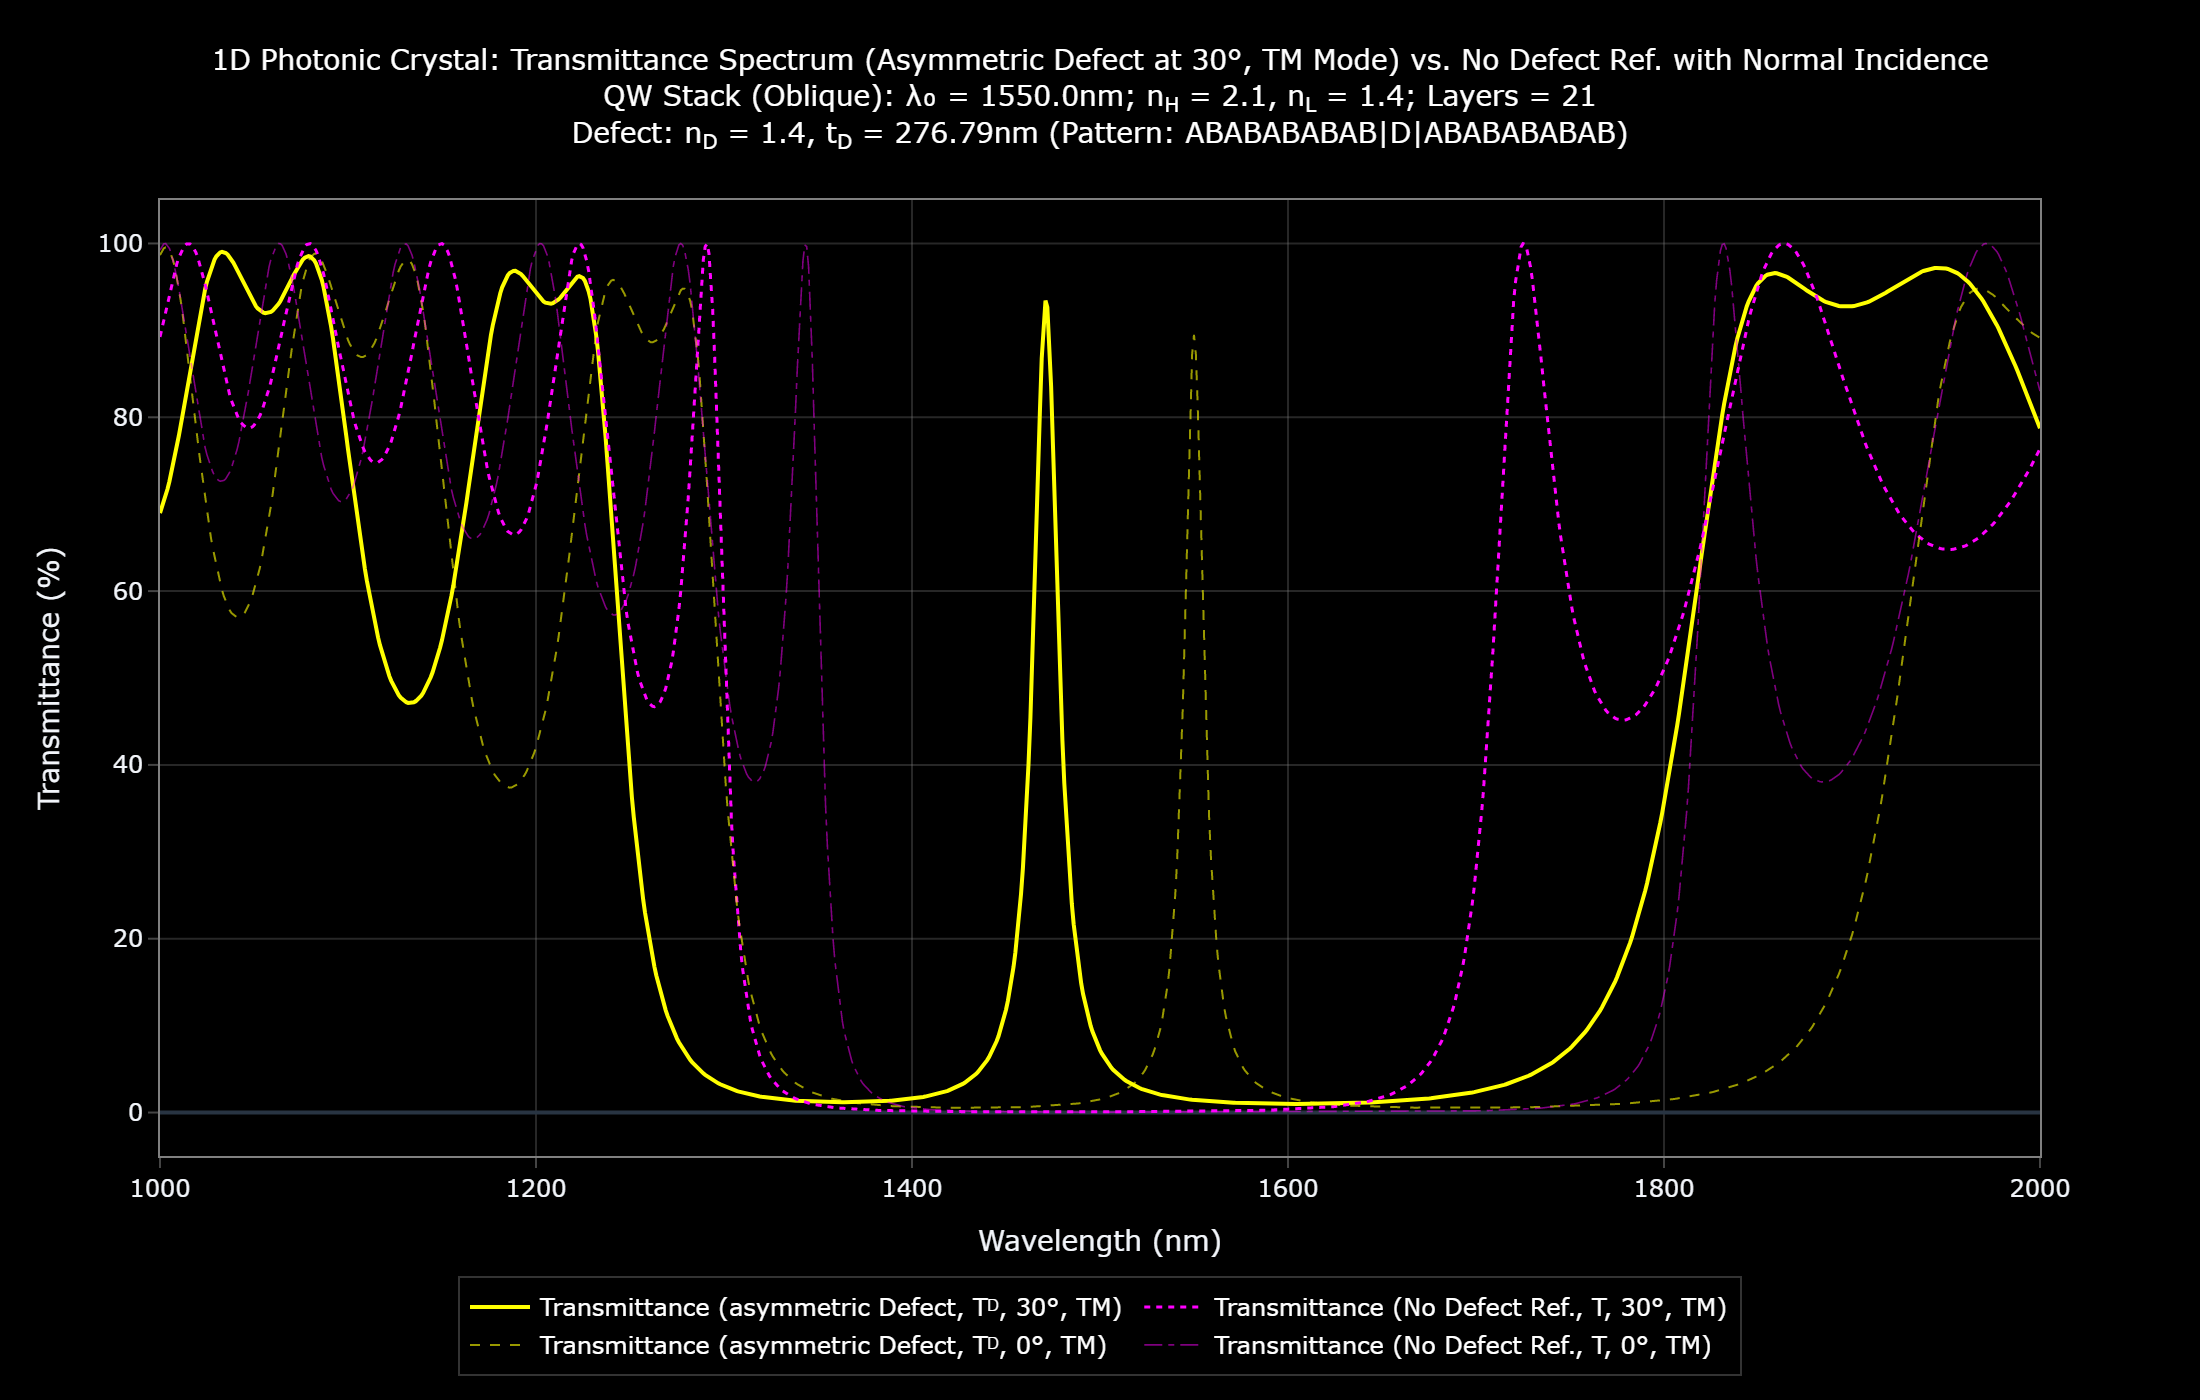 1D Photonic Crystal: Transmittance Spectrum (Asymmetric Defect at 30°, TM Mode) vs. No Defect Ref. with Normal Incidence
QW Stack (Oblique): λ₀ = 1550.0nm; n_H = 2.1, n_L = 1.4; Layers = 21
Defect: n_D = 1.4, t_D = 276.79nm (Pattern: ABABABABAB|D|ABABABABAB)
Transmittance (%)
100
80
60
40
20
0
1000 1200 1400 1600 1800 2000
Wavelength (nm)
Transmittance (asymmetric Defect, Tᴰ, 30°, TM) Transmittance (No Defect Ref., T, 30°, TM)
Transmittance (asymmetric Defect, Tᴰ, 0°, TM) Transmittance (No Defect Ref., T, 0°, TM)